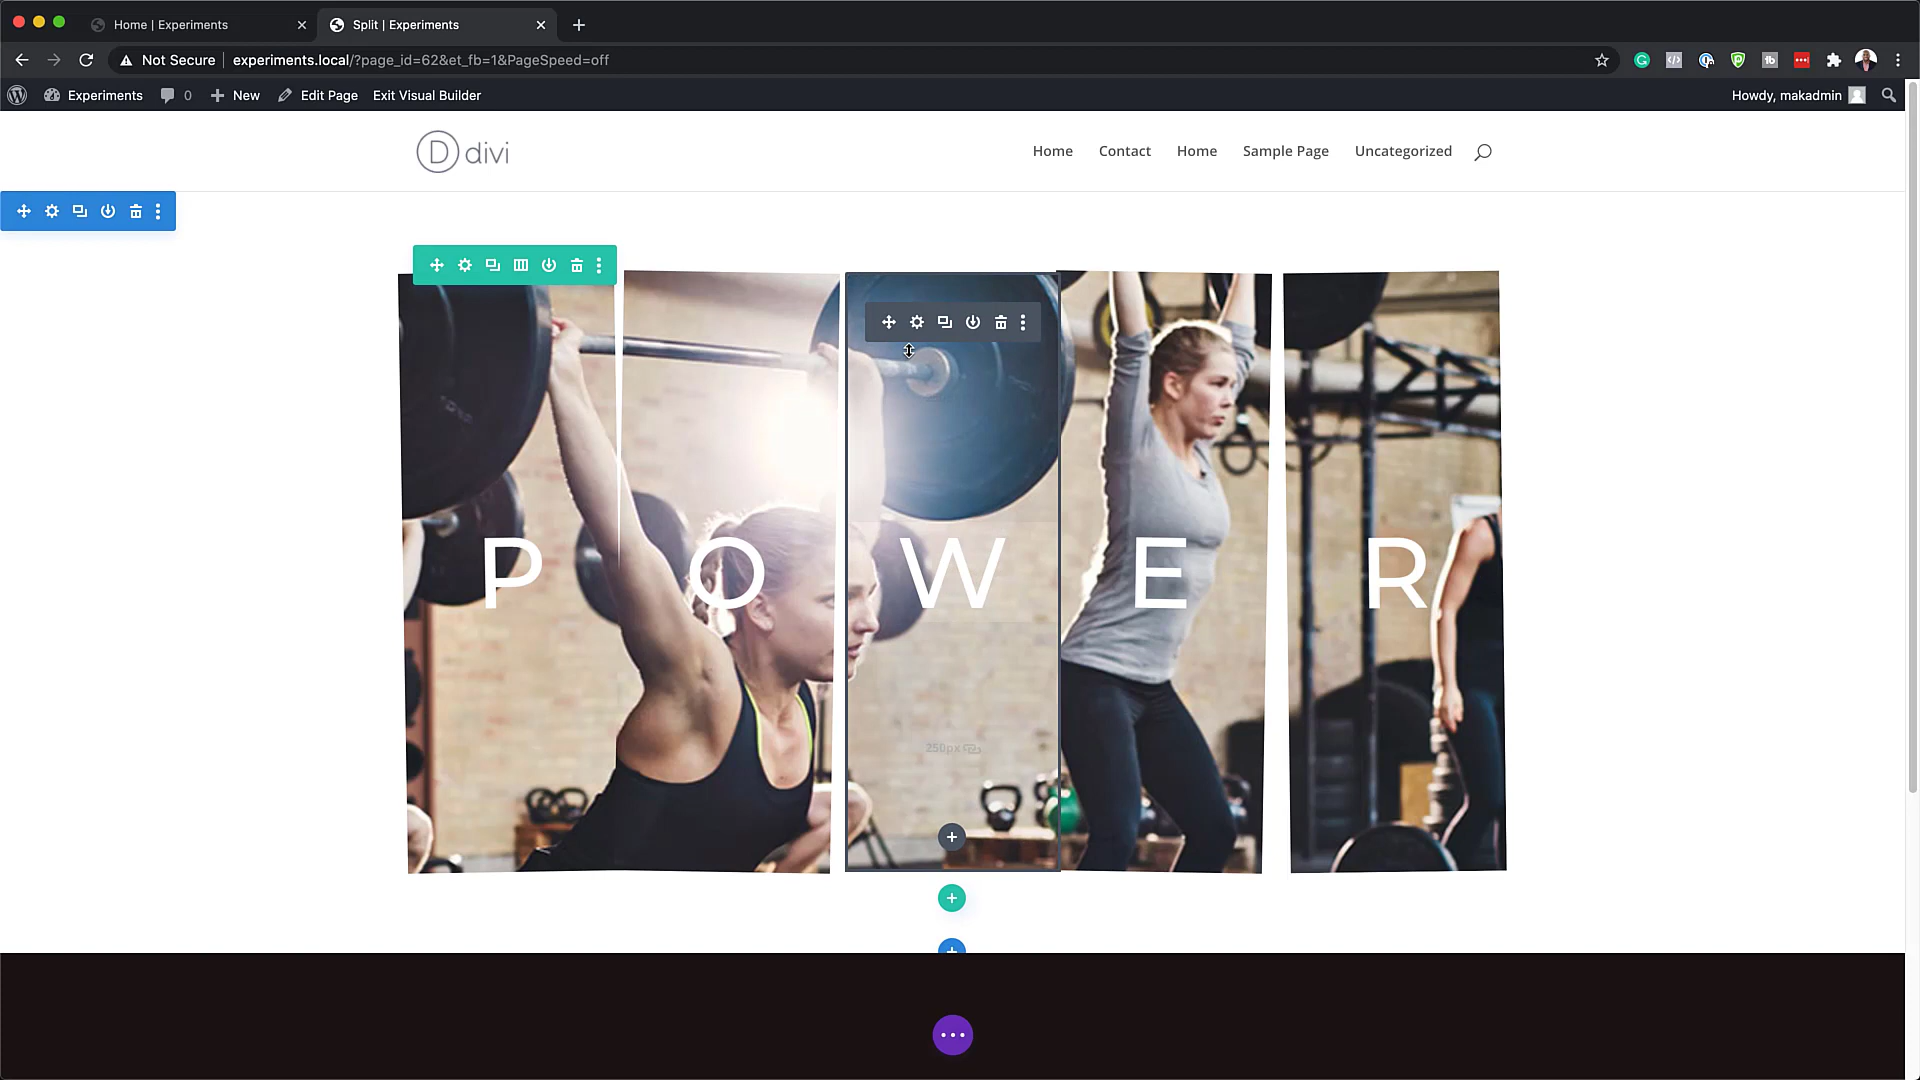 Home | Experiments
Split | Experiments
Not Secure
experiments.local/?page_id=62&et_fb=1&PageSpeed=off
Experiments
0
New
Edit Page
Exit Visual Builder
Howdy, makadmin
D divi
Home
Contact
Home
Sample Page
Uncategorized
P O W E R
250px